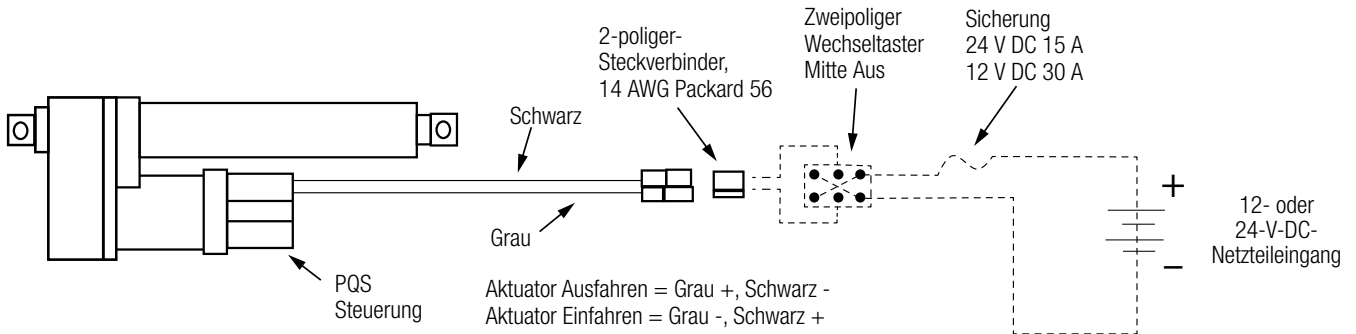 2-poliger-
Steckverbinder,
14 AWG Packard 56
Zweipoliger
Wechseltaster
Mitte Aus
Sicherung
24 V DC 15 A
12 V DC 30 A
Schwarz
Grau
PQS
Steuerung
Aktuator Ausfahren = Grau +, Schwarz -
Aktuator Einfahren = Grau -, Schwarz +
+
–
12- oder
24-V-DC-
Netzteileingang